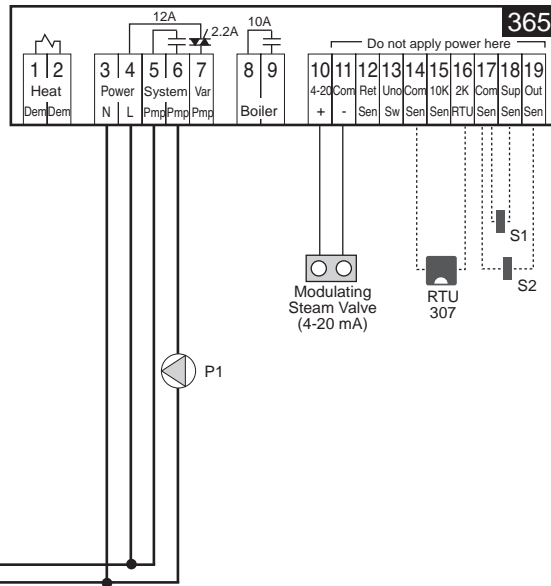 365
12A
2.2A
10A
Do not apply power here
1 2 3 4 5 6 7 8 9 10 11 12 13 14 15 16 17 18 19
Heat Power System Var 4-20 Com Ret Uno Com 10K 2K Com Sup Out
Dem Dem N L Pmp Pmp Pmp Boiler + - Sen Sw Sen Sen RTU Sen Sen Sen
S1
S2
Modulating
Steam Valve
(4-20 mA)
RTU
307
P1